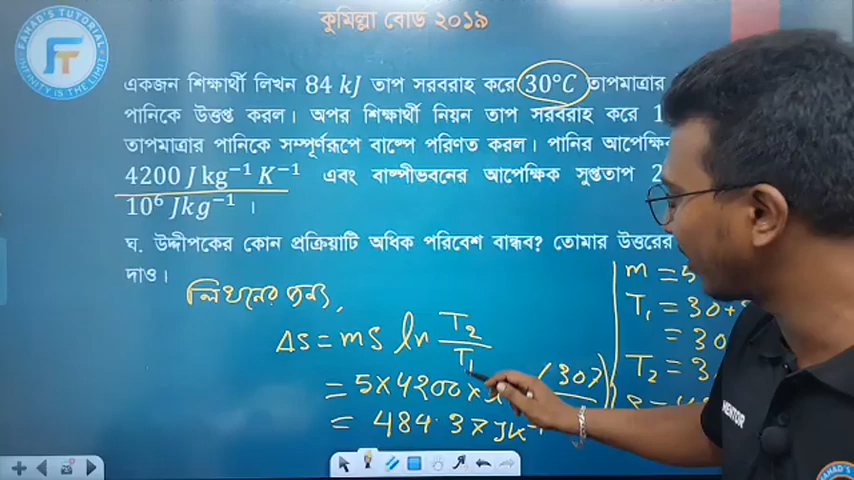 FAHAD'S TUTORIAL
FT
INFINITY IS THE LIMIT
কুমিল্লা বোর্ড ২০১৯
একজন শিক্ষার্থী লিখন 84 kJ তাপ সরবরাহ করে 30°C তাপমাত্রার
পানিকে উত্তপ্ত করল। অপর শিক্ষার্থী নিয়ন তাপ সরবরাহ করে 1
তাপমাত্রার পানিকে সম্পূর্ণরূপে বাষ্পে পরিণত করল। পানির আপেক্ষিক
4200 J kg⁻¹ K⁻¹ এবং বাষ্পীভবনের আপেক্ষিক সুপ্ততাপ 2
10⁶ Jkg⁻¹ ।
ঘ. উদ্দীপকের কোন প্রক্রিয়াটি অধিক পরিবেশ বান্ধব? তোমার উত্তরের
দাও।
লিখনের জন্য,
ΔS = ms ln T₂/T₁
= 5×4200×
= 484.37 JK⁻¹
m = 5
T₁ = 30+
= 30
T₂ = 3
MENTOR